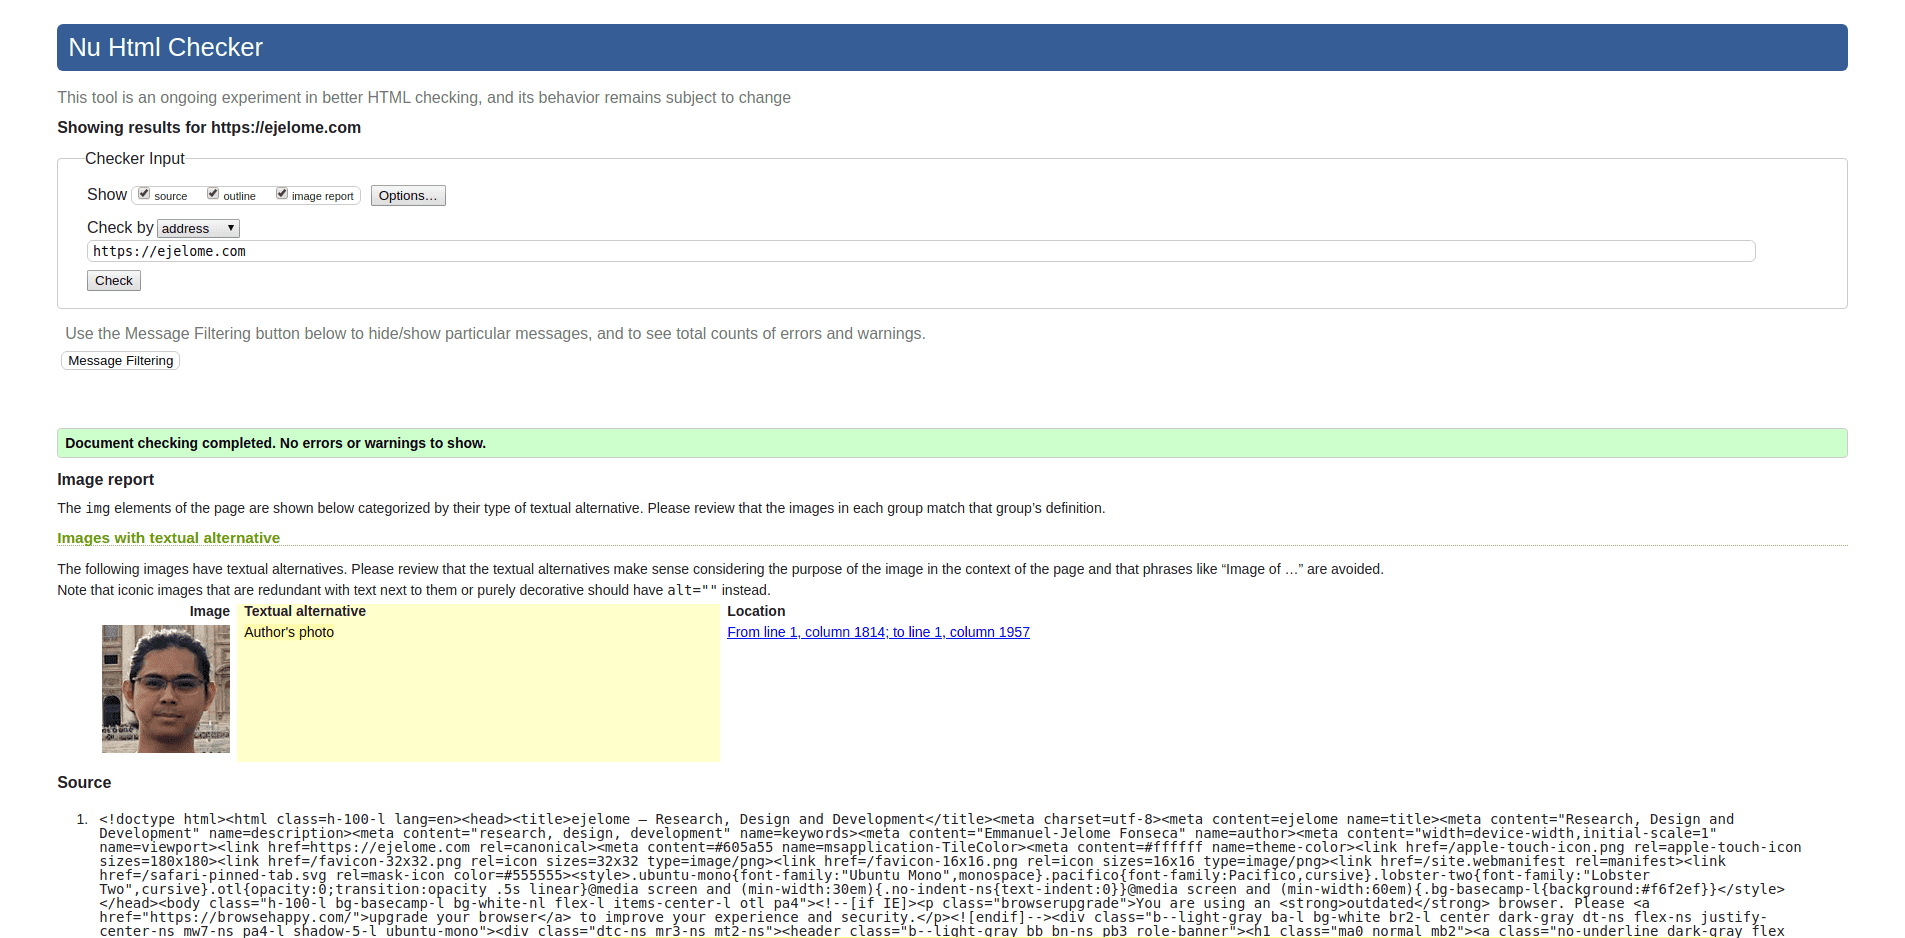 Nu Html Checker
This tool is an ongoing experiment in better HTML checking, and its behavior remains subject to change
Showing results for https://ejelome.com
Checker Input
Show source outline image report Options…
Check by address
https://ejelome.com
Check
Use the Message Filtering button below to hide/show particular messages, and to see total counts of errors and warnings.
Message Filtering
Document checking completed. No errors or warnings to show.
Image report
The img elements of the page are shown below categorized by their type of textual alternative. Please review that the images in each group match that group’s definition.
Images with textual alternative
The following images have textual alternatives. Please review that the textual alternatives make sense considering the purpose of the image in the context of the page and that phrases like “Image of …” are avoided.
Note that iconic images that are redundant with text next to them or purely decorative should have alt="" instead.
Image Textual alternative Location
Author's photo From line 1, column 1814; to line 1, column 1957
Source
1. <!doctype html><html class=h-100-l lang=en><head><title>ejelome — Research, Design and Development</title><meta charset=utf-8><meta content=ejelome name=title><meta content="Research, Design and
Development" name=description><meta content="research, design, development" name=keywords><meta content="Emmanuel-Jelome Fonseca" name=author><meta content="width=device-width,initial-scale=1"
name=viewport><link href=https://ejelome.com rel=canonical><meta content=#605a55 name=msapplication-TileColor><meta content=#ffffff name=theme-color><link href=/apple-touch-icon.png rel=apple-touch-icon
sizes=180x180><link href=/favicon-32x32.png rel=icon sizes=32x32 type=image/png><link href=/favicon-16x16.png rel=icon sizes=16x16 type=image/png><link href=/site.webmanifest rel=manifest><link
href=/safari-pinned-tab.svg rel=mask-icon color=#555555><style>.ubuntu-mono{font-family:"Ubuntu Mono",monospace}.pacifico{font-family:Pacifico,cursive}.lobster-two{font-family:"Lobster
Two",cursive}.otl{opacity:0;transition:opacity .5s linear}@media screen and (min-width:30em){.no-indent-ns{text-indent:0}}@media screen and (min-width:60em){.bg-basecamp-l{background:#f6f2ef}}</style>
</head><body class="h-100-l bg-basecamp-l bg-white-nl flex-l items-center-l otl pa4"><!--[if IE]><p class="browserupgrade">You are using an <strong>outdated</strong> browser. Please <a
href="https://browsehappy.com/">upgrade your browser</a> to improve your experience and security.</p><![endif]--><div class="b--light-gray ba-l bg-white br2-l center dark-gray dt-ns flex-ns justify-
center-ns mw7-ns pa4-l shadow-5-l ubuntu-mono"><div class="dtc-ns mr3-ns mt2-ns"><header class="b--light-gray bb bn-ns pb3 role-banner"><h1 class="ma0 normal mb2"><a class="no-underline dark-gray flex